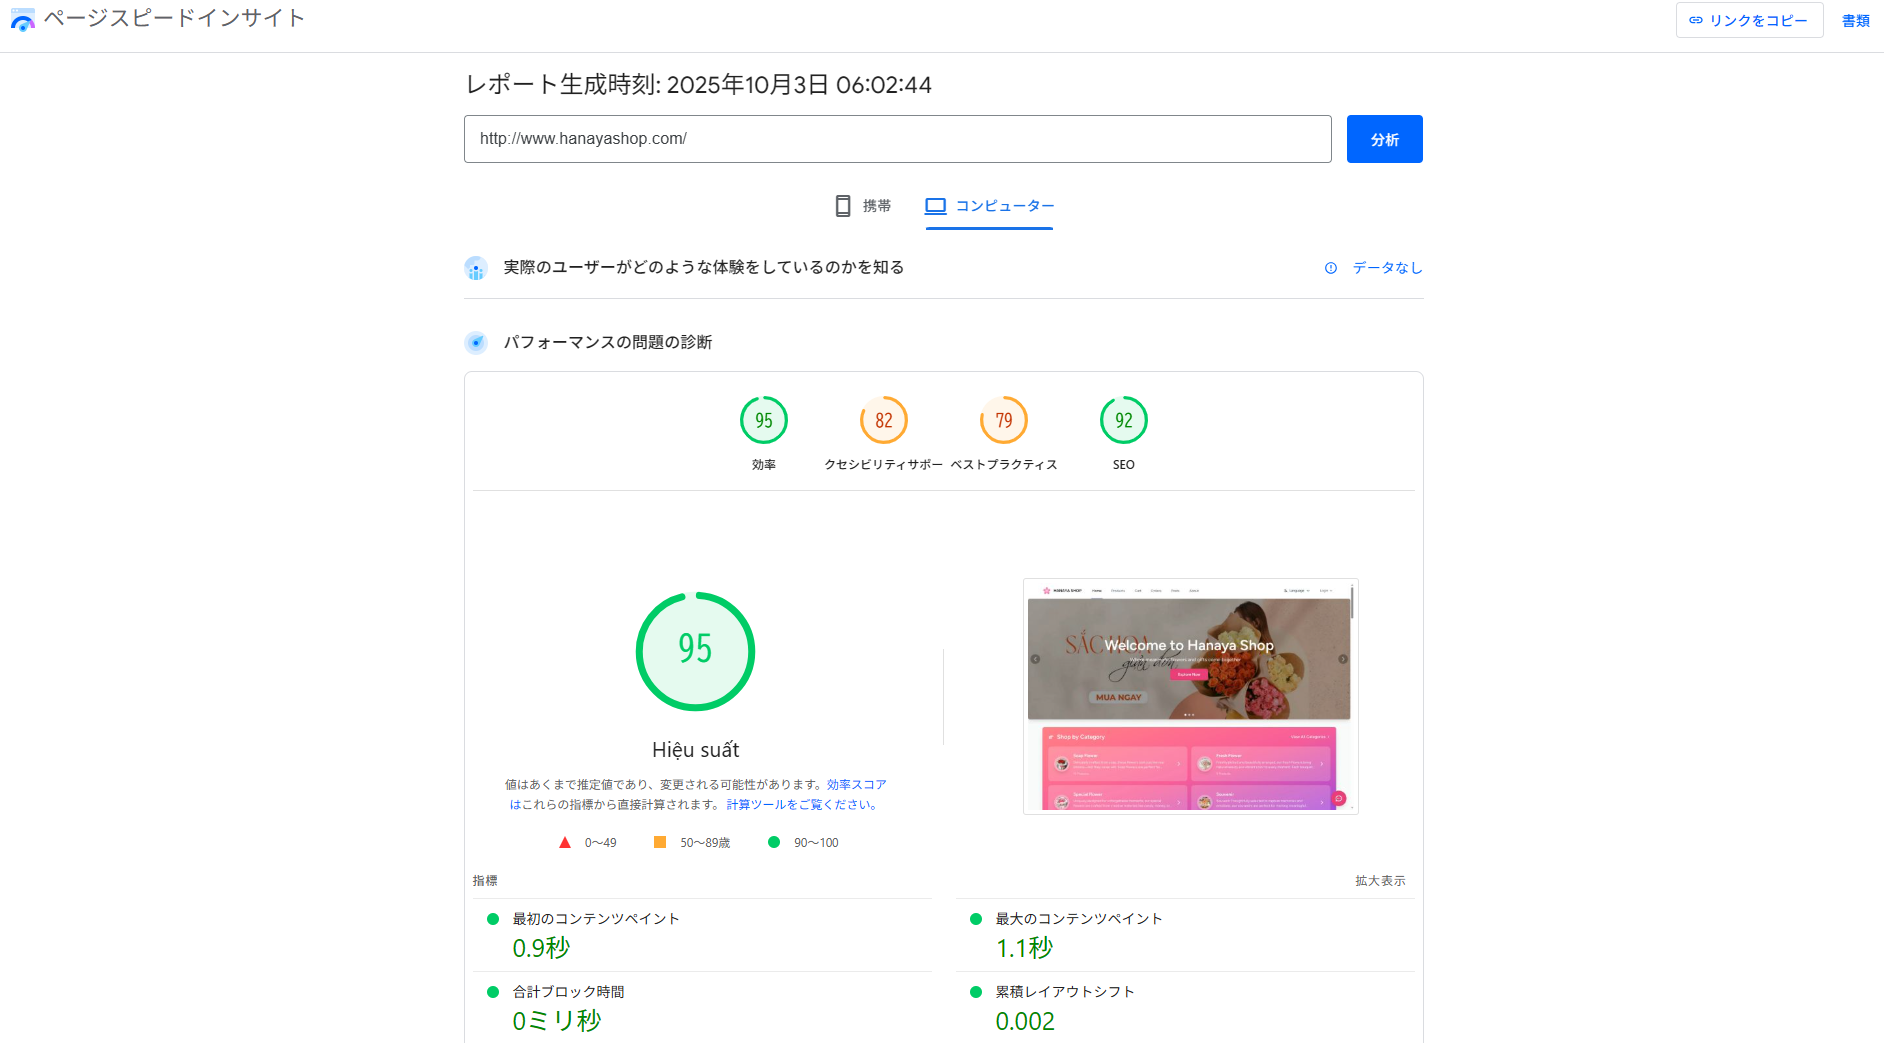 ページスピードインサイト
リンクをコピー
書類
レポート生成時刻: 2025年10月3日 06:02:44
http://www.hanayashop.com/
分析
携帯
コンピューター
実際のユーザーがどのような体験をしているのかを知る
データなし
パフォーマンスの問題の診断
95
82
79
92
効率
クセシビリティサポー
ベストプラクティス
SEO
95
Hiệu suất
値はあくまで推定値であり、変更される可能性があります。効率スコア
はこれらの指標から直接計算されます。 計算ツールをご覧ください。
0〜49
50〜89歳
90〜100
HANAYA SHOP
Home
Language
SẮC HOA
Welcome to Hanaya Shop
Explore Now
MUA NGAY
Shop by Category
View All Categories
指標
拡大表示
最初のコンテンツペイント
0.9秒
最大のコンテンツペイント
1.1秒
合計ブロック時間
0ミリ秒
累積レイアウトシフト
0.002